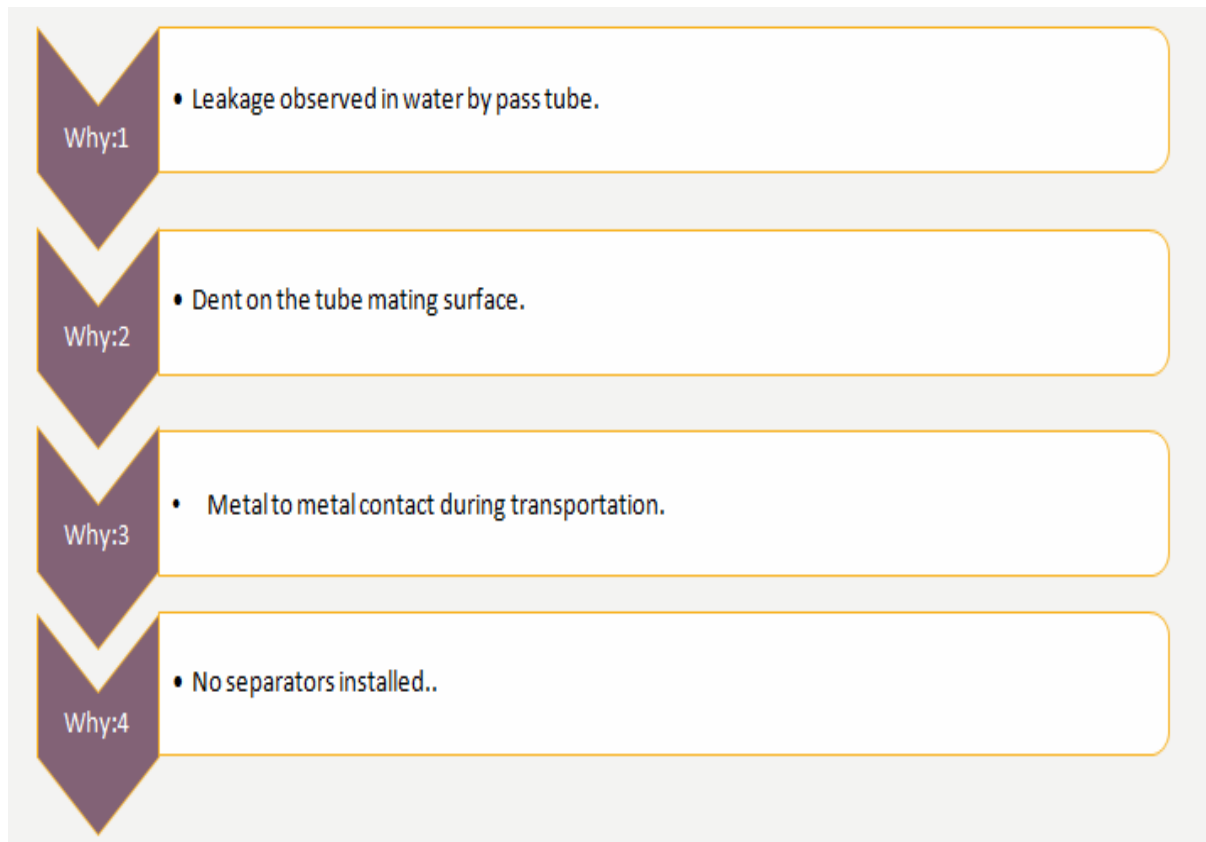 Why:1
• Leakage observed in water by pass tube.
Why:2
• Dent on the tube mating surface.
Why:3
• Metal to metal contact during transportation.
Why:4
• No separators installed..